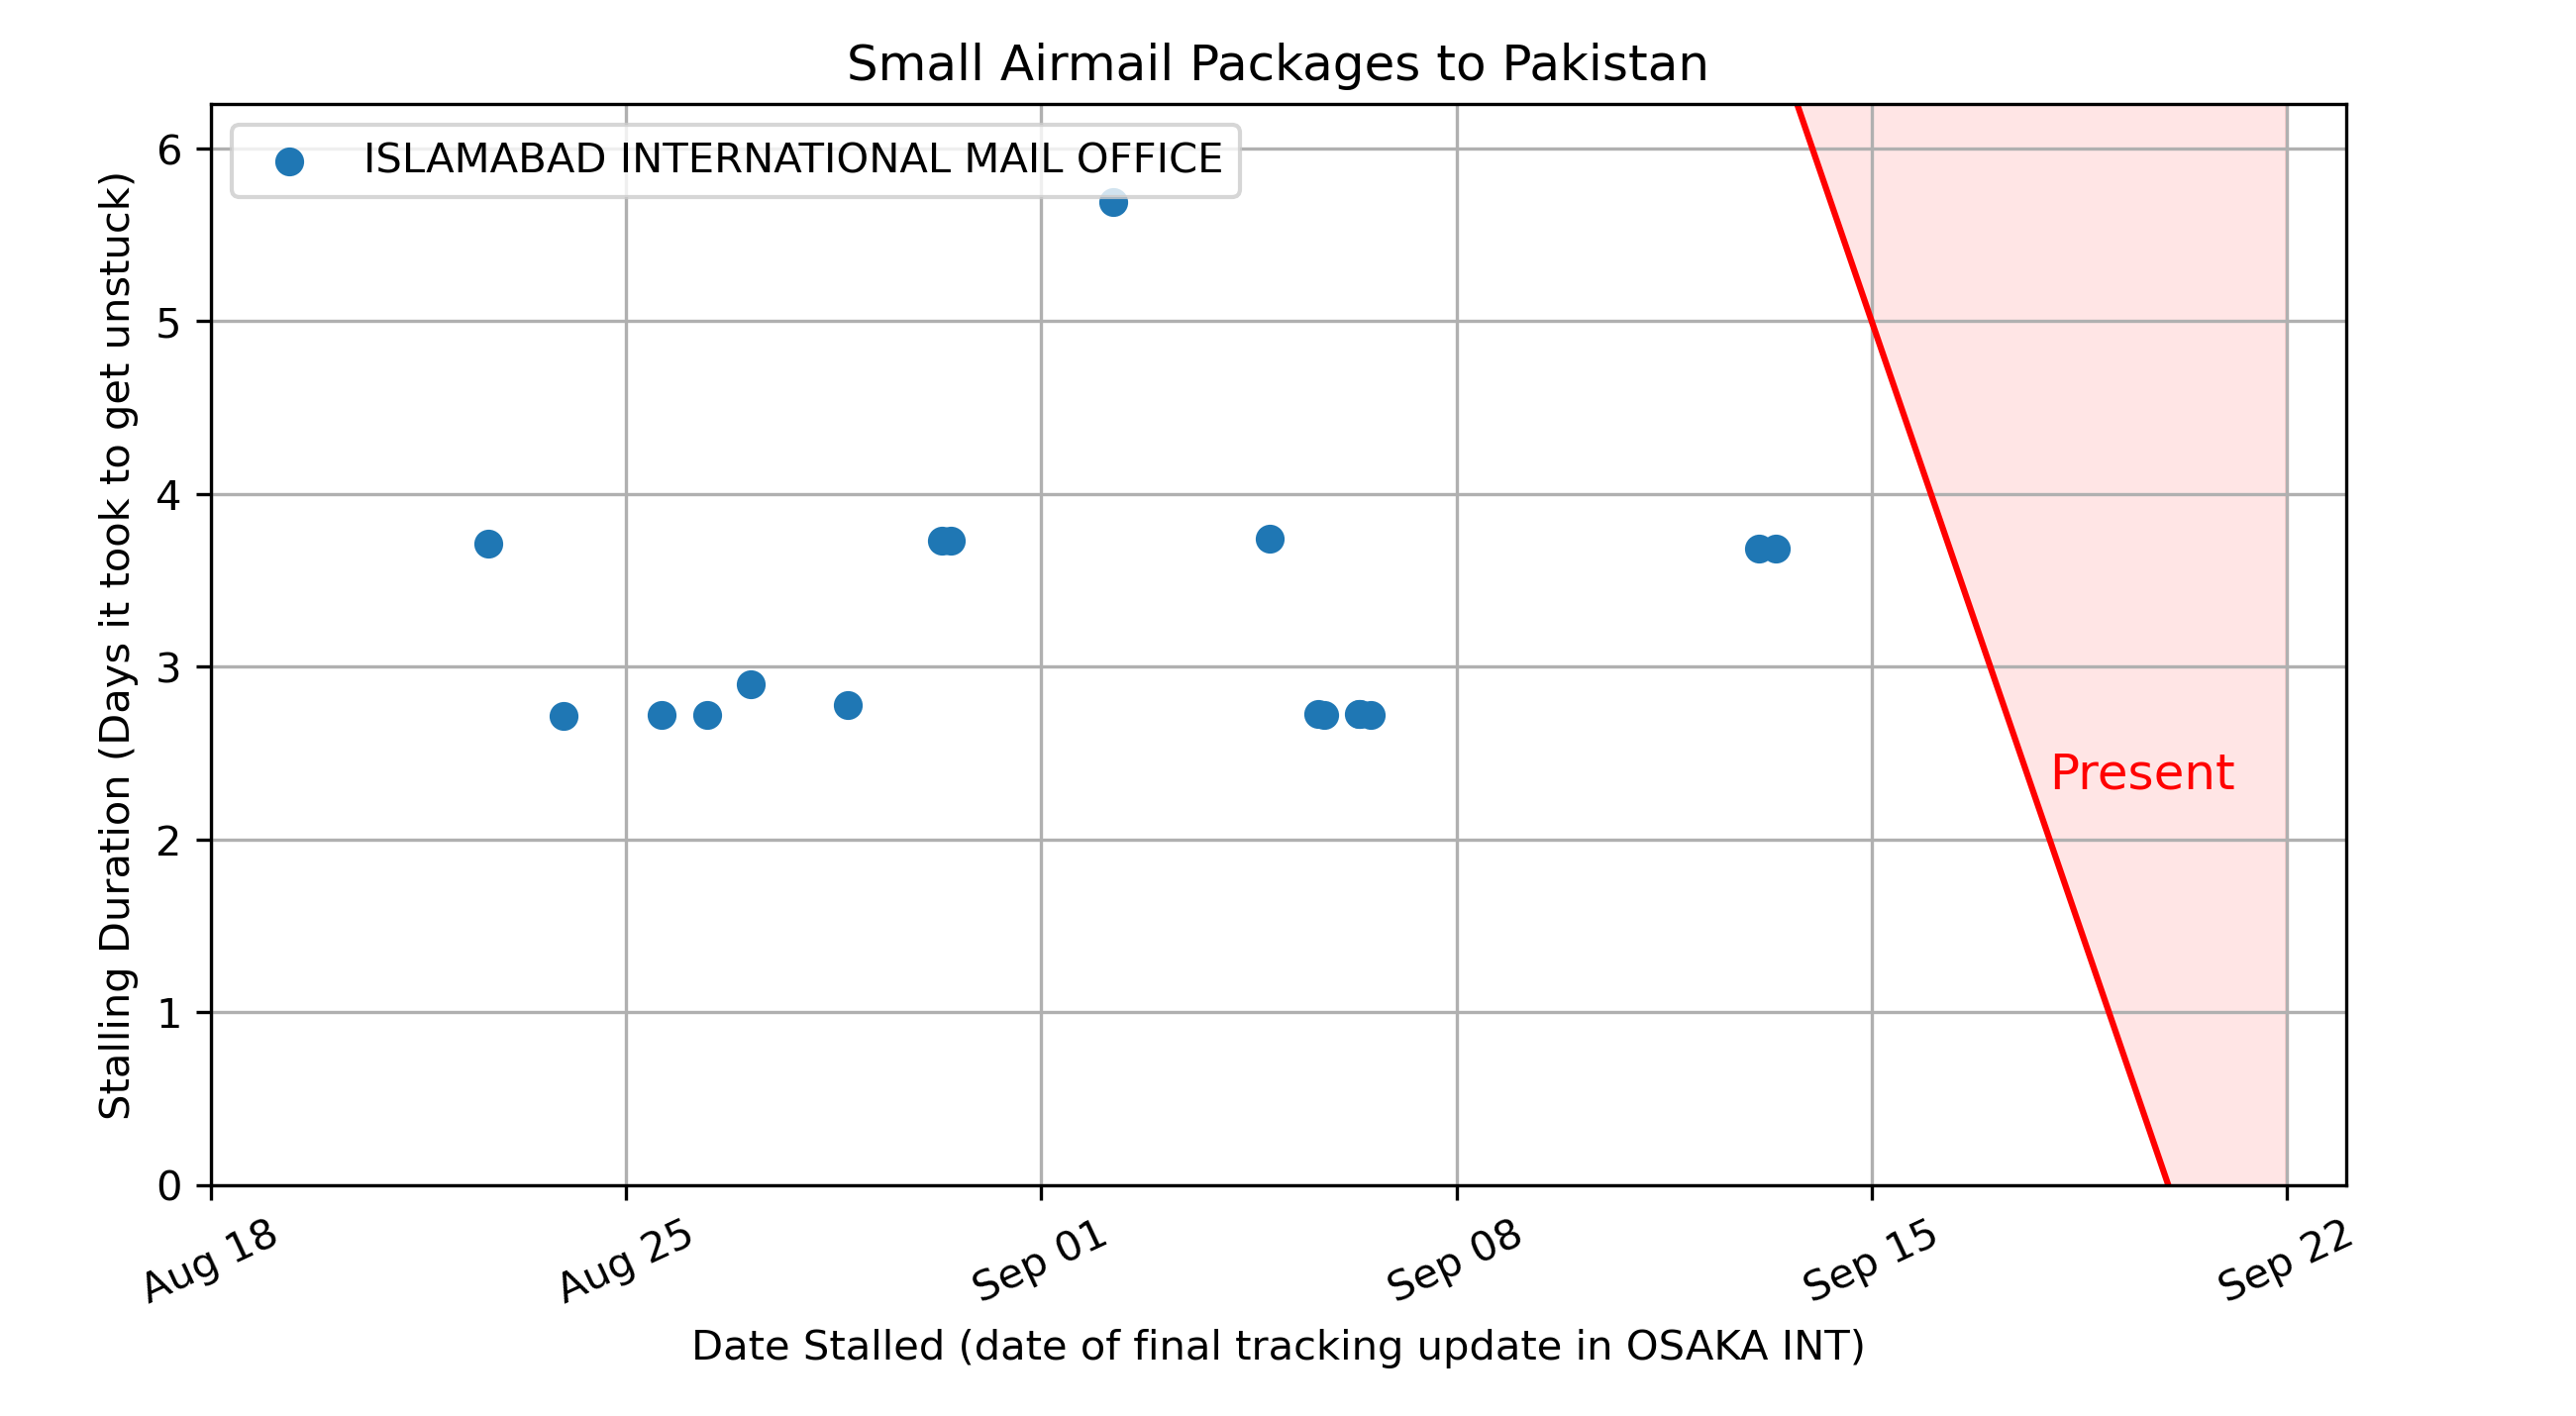 Small Airmail Packages to Pakistan
ISLAMABAD INTERNATIONAL MAIL OFFICE
Stalling Duration (Days it took to get unstuck)
6
5
4
3
2
1
0
Present
Aug 18
Aug 25
Sep 01
Sep 08
Sep 15
Sep 22
Date Stalled (date of final tracking update in OSAKA INT)